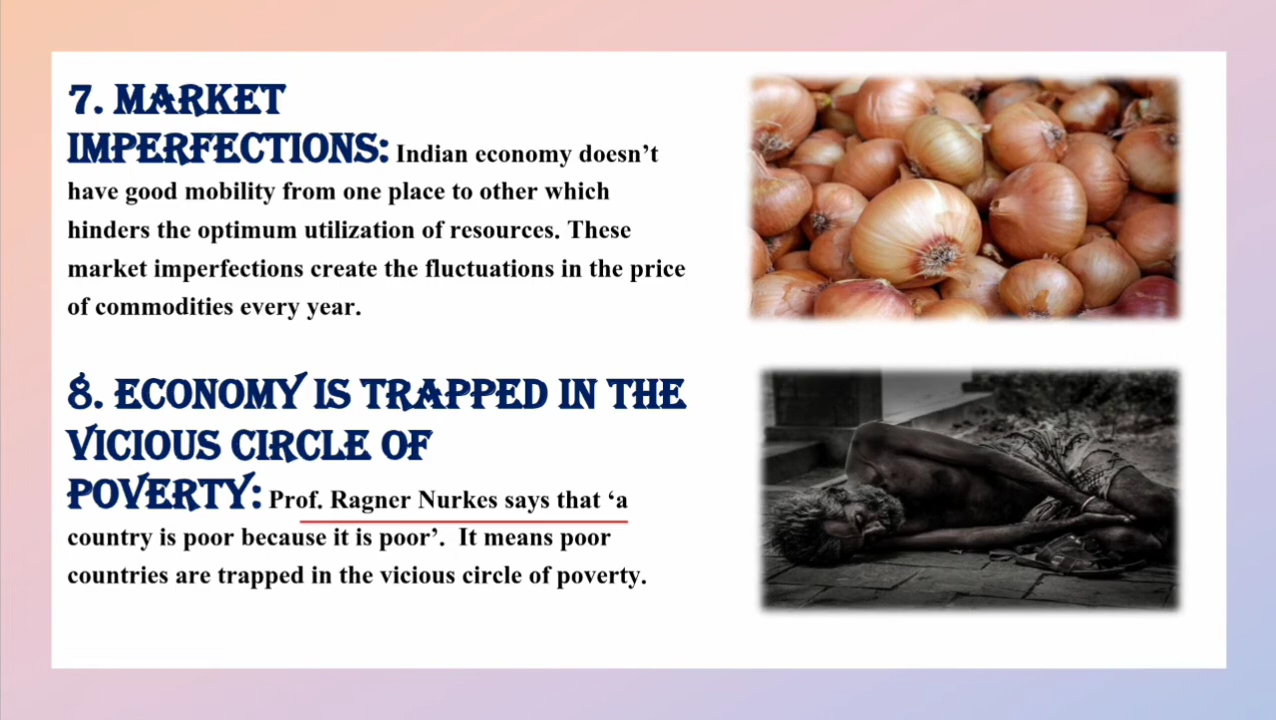 7. MARKET
IMPERFECTIONS: Indian economy doesn’t
have good mobility from one place to other which
hinders the optimum utilization of resources. These
market imperfections create the fluctuations in the price
of commodities every year.
8. ECONOMY IS TRAPPED IN THE
VICIOUS CIRCLE OF
POVERTY: Prof. Ragner Nurkes says that ‘a
country is poor because it is poor’. It means poor
countries are trapped in the vicious circle of poverty.